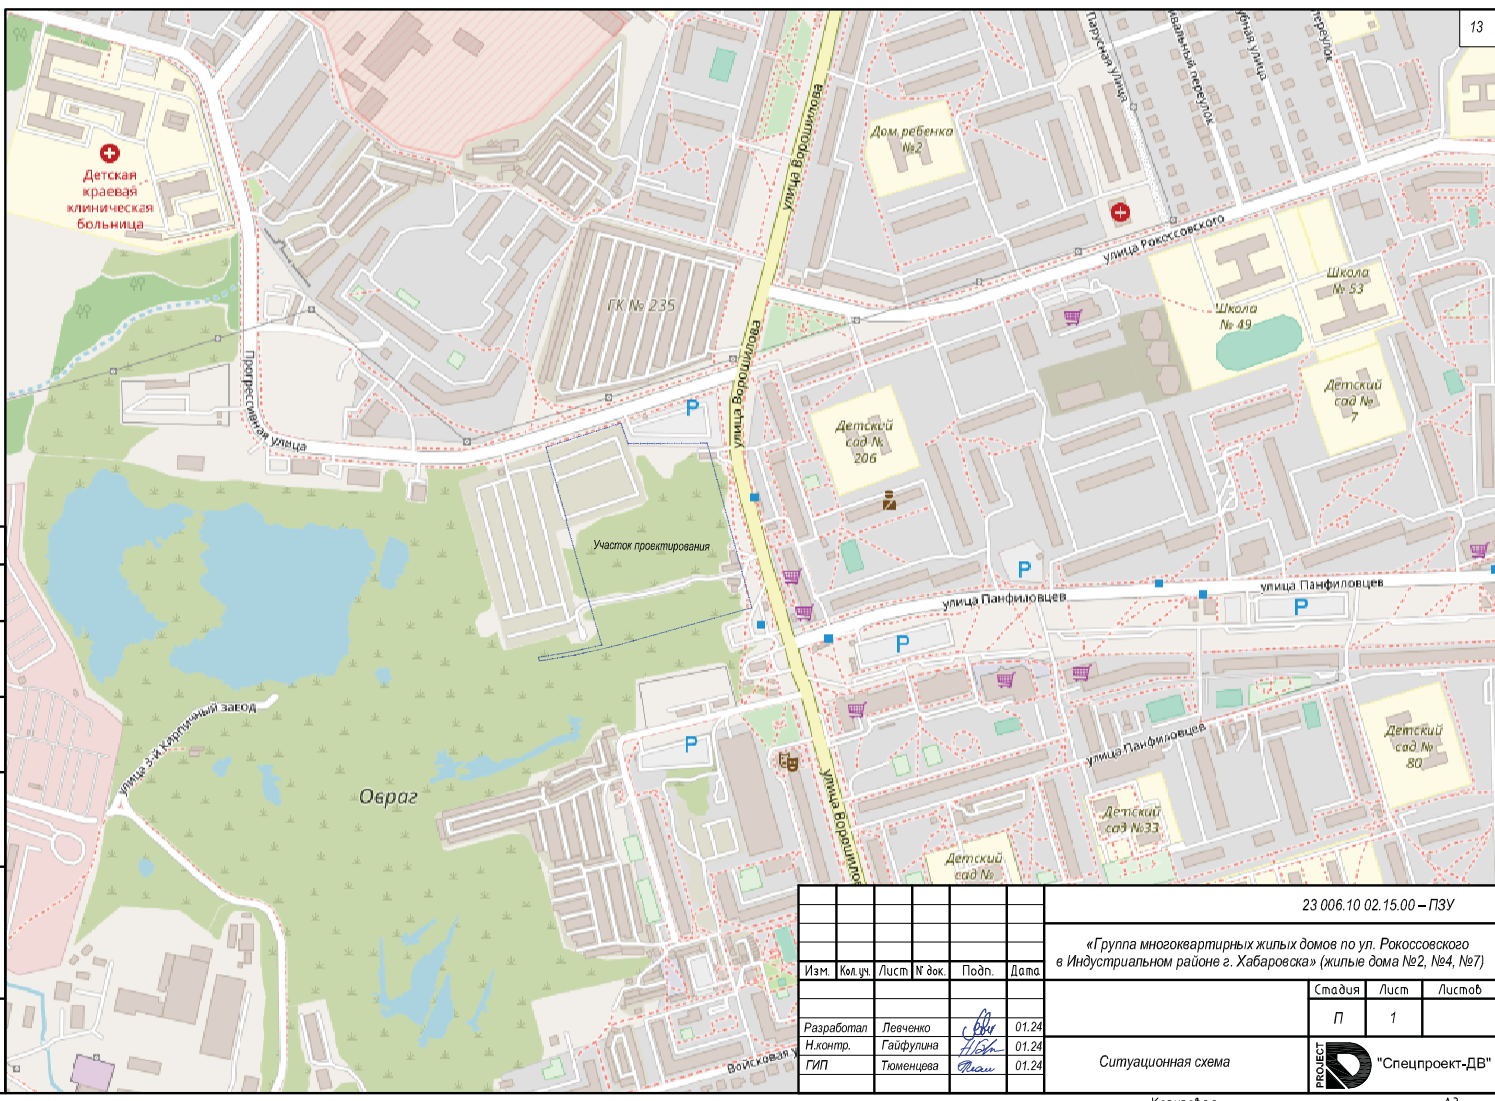 13
Парусная улица
переулок
Дом ребенка
№2
улица Ворошилова
Детская
краевая
клиническая
больница
улица Рокоссовского
Школа
№ 53
Школа
№ 49
ГК № 235
улица Ворошилова
Прогрессивная улица
Детский
сад №
7
Детский
сад №
206
Р
Участок проектирования
Р
улица Панфиловцев
улица Панфиловцев
Р
Р
улица 3-й Кирпичный завод
Р
улица Панфиловцев
Детский
сад №
80
Овраг
улица Ворошилов
Детский
сад №33
Детский
сад №
Войсковая у
23 006.10 02.15.00 – ПЗУ
«Группа многоквартирных жилых домов по ул. Рокоссовского
в Индустриальном районе г. Хабаровска» (жилые дома №2, №4, №7)
Изм. Кол.уч. Лист № док. Подп. Дата
Стадия Лист Листов
П 1
Разработал Левченко 01.24
Н.контр. Гайфулина 01.24
ГИП Тюменцева 01.24
Ситуационная схема
PROJECT
"Спецпроект-ДВ"